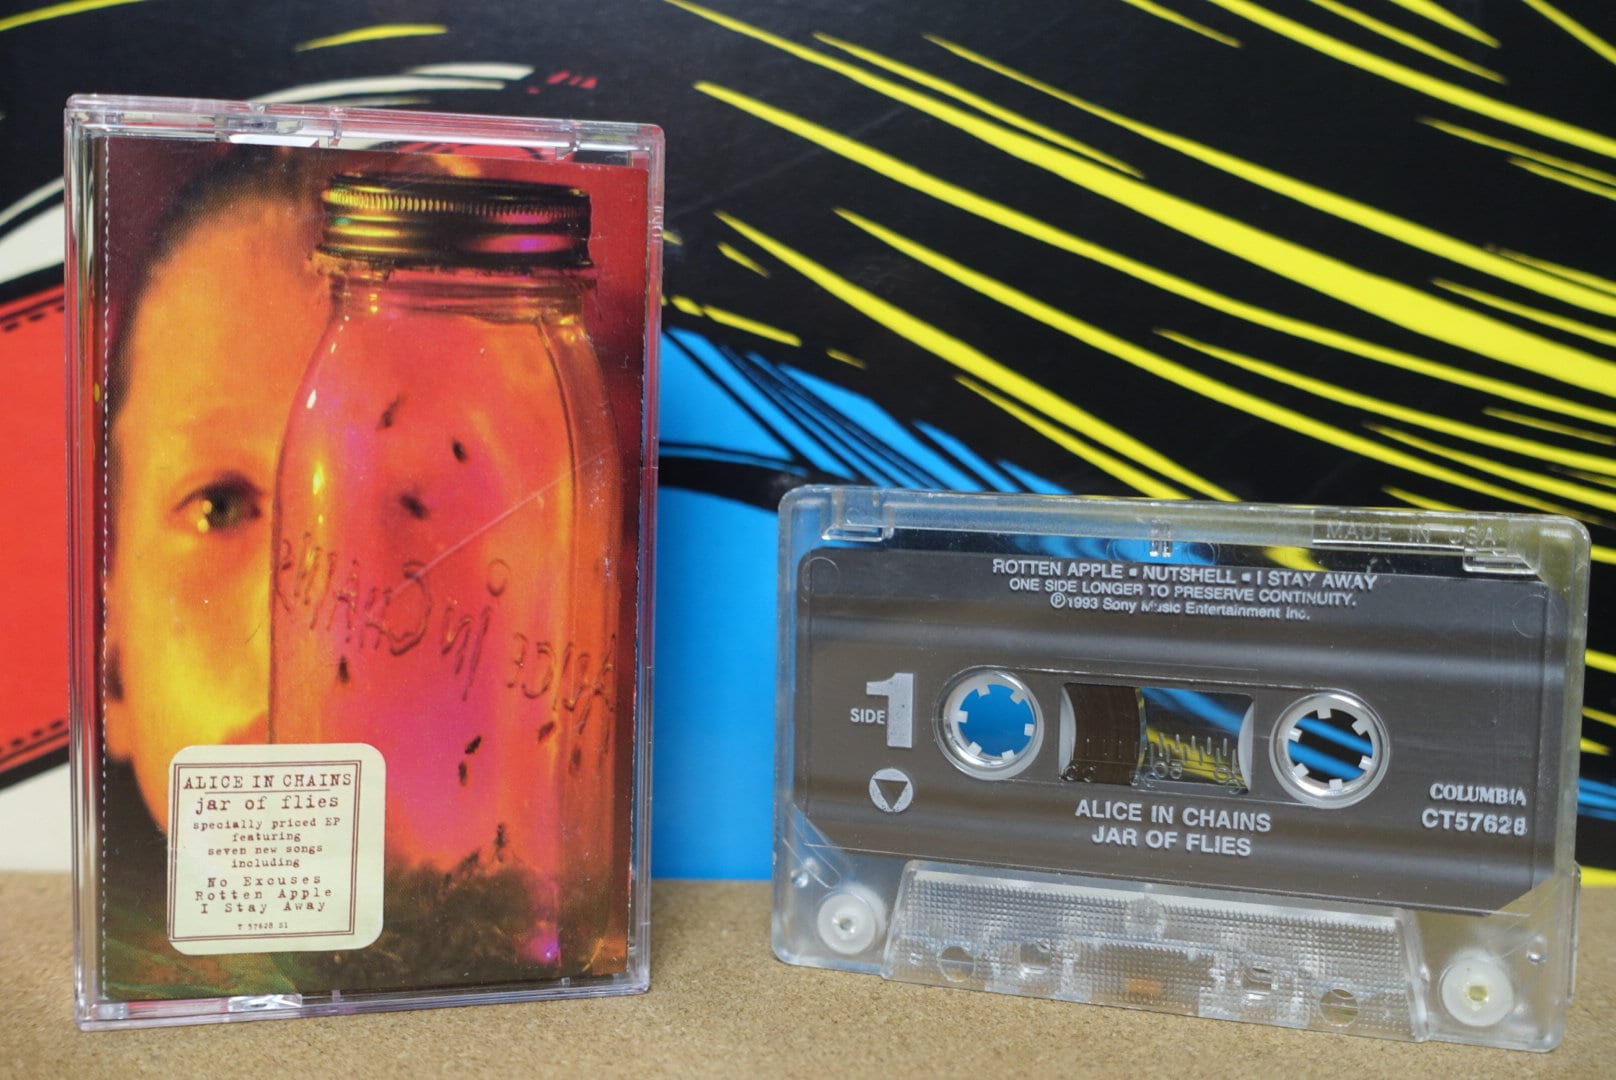 ALICE IN CHAINS
ALICE IN CHAINS
jar of flies
specially priced EP
featuring
seven new songs
including
No Excuses
Rotten Apple
I Stay Away
T 57628 S1
MADE IN USA
ROTTEN APPLE • NUTSHELL • I STAY AWAY
ONE SIDE LONGER TO PRESERVE CONTINUITY.
℗1993 Sony Music Entertainment Inc.
SIDE 1
ALICE IN CHAINS
JAR OF FLIES
COLUMBIA
CT57628